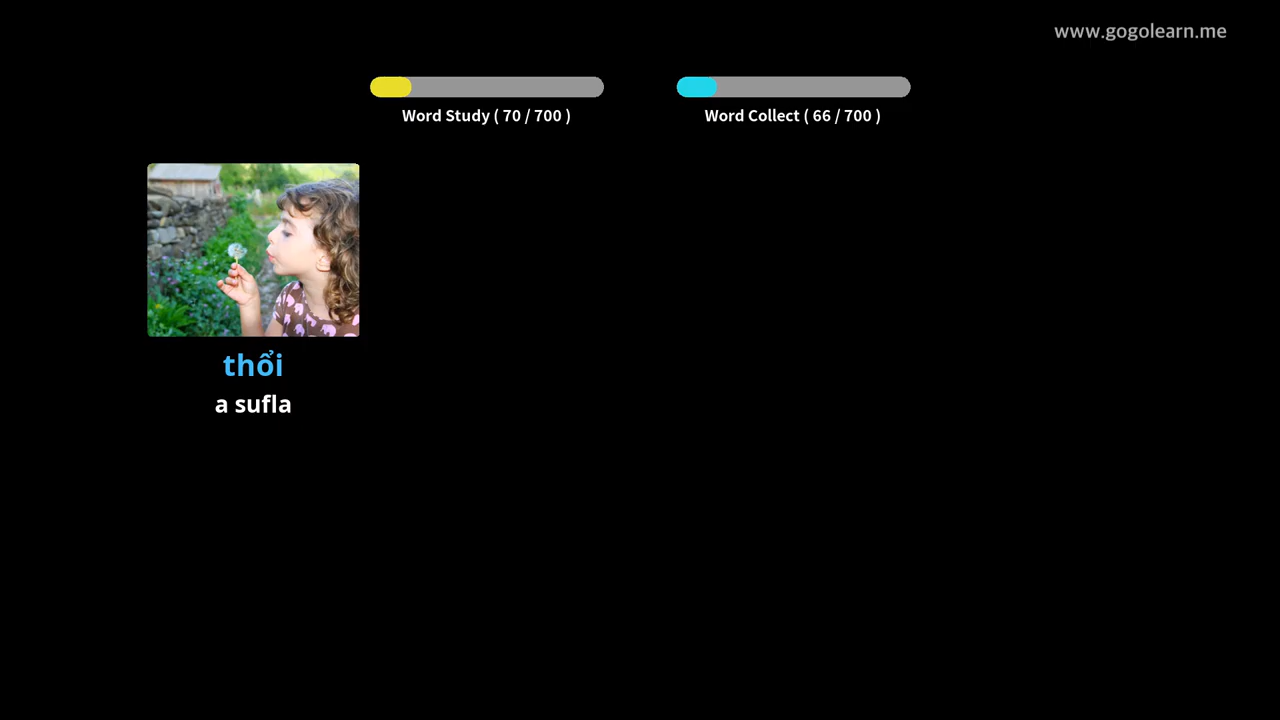 www.gogolearn.me
Word Study ( 70 / 700 )
Word Collect ( 66 / 700 )
thổi
a sufla